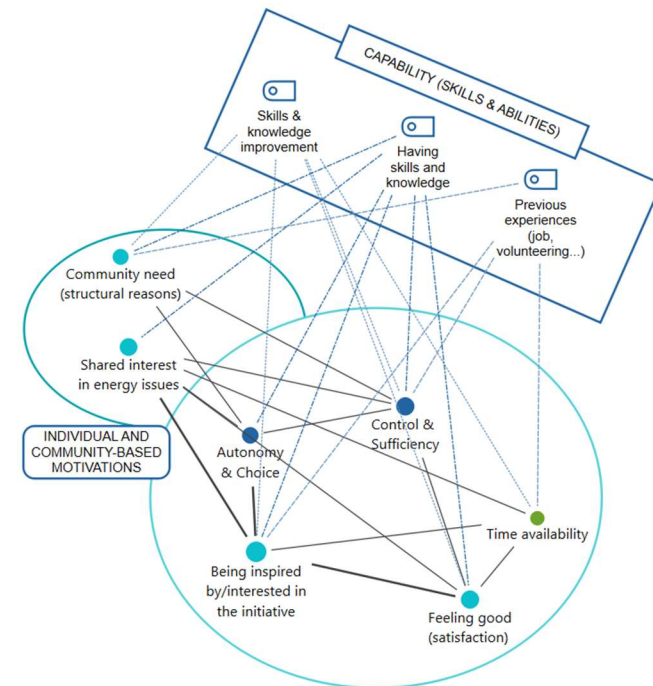 CAPABILITY (SKILLS & ABILITIES)
Skills &
knowledge
improvement
Having
skills and
knowledge
Previous
experiences
(job,
volunteering...)
Community need
(structural reasons)
Shared interest
in energy issues
INDIVIDUAL AND
COMMUNITY-BASED
MOTIVATIONS
Control &
Sufficiency
Autonomy
& Choice
Time availability
Being inspired
by/interested in
the initiative
Feeling good
(satisfaction)